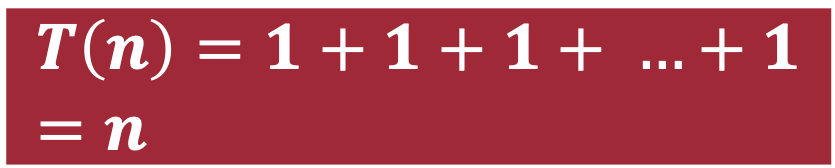 T(n) = 1 + 1 + 1 + ... + 1
= n